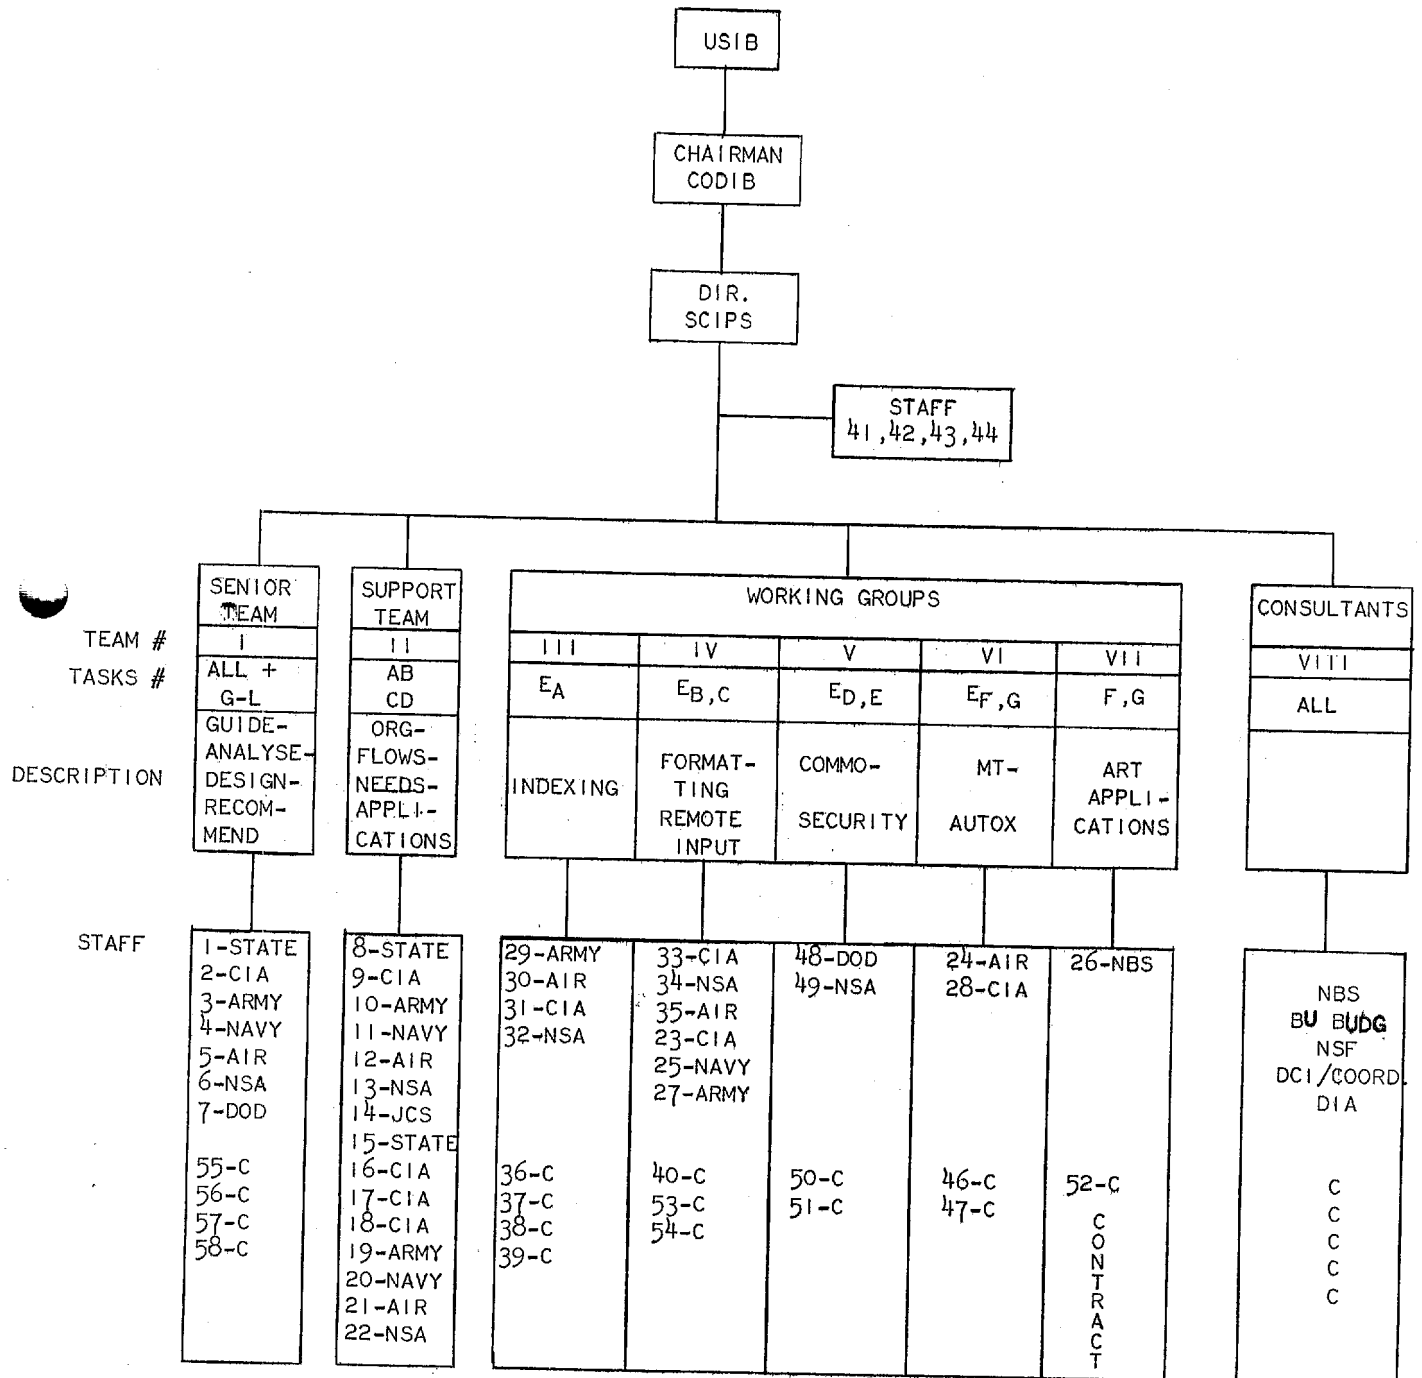 USIB
CHAIRMAN
CODIB
DIR.
SCIPS
STAFF
41,42,43,44
SENIOR
TEAM
SUPPORT
TEAM
WORKING GROUPS
CONSULTANTS
TEAM #
I
II
III
IV
V
VI
VII
VIII
TASKS #
ALL +
G-L
AB
CD
EA
EB,C
ED,E
EF,G
F,G
ALL
DESCRIPTION
GUIDE-
ANALYSE-
DESIGN-
RECOM-
MEND
ORG-
FLOWS-
NEEDS-
APPLI-
CATIONS
INDEXING
FORMAT-
TING
REMOTE
INPUT
COMMO-
SECURITY
MT-
AUTOX
ART
APPLI-
CATIONS
STAFF
1-STATE
2-CIA
3-ARMY
4-NAVY
5-AIR
6-NSA
7-DOD
55-C
56-C
57-C
58-C
8-STATE
9-CIA
10-ARMY
11-NAVY
12-AIR
13-NSA
14-JCS
15-STATE
16-CIA
17-CIA
18-CIA
19-ARMY
20-NAVY
21-AIR
22-NSA
29-ARMY
30-AIR
31-CIA
32-NSA
36-C
37-C
38-C
39-C
33-CIA
34-NSA
35-AIR
23-CIA
25-NAVY
27-ARMY
40-C
53-C
54-C
48-DOD
49-NSA
50-C
51-C
24-AIR
28-CIA
46-C
47-C
26-NBS
52-C
CONTRACT
NBS
BU BUDG
NSF
DCI/COORD.
DIA
C
C
C
C
C